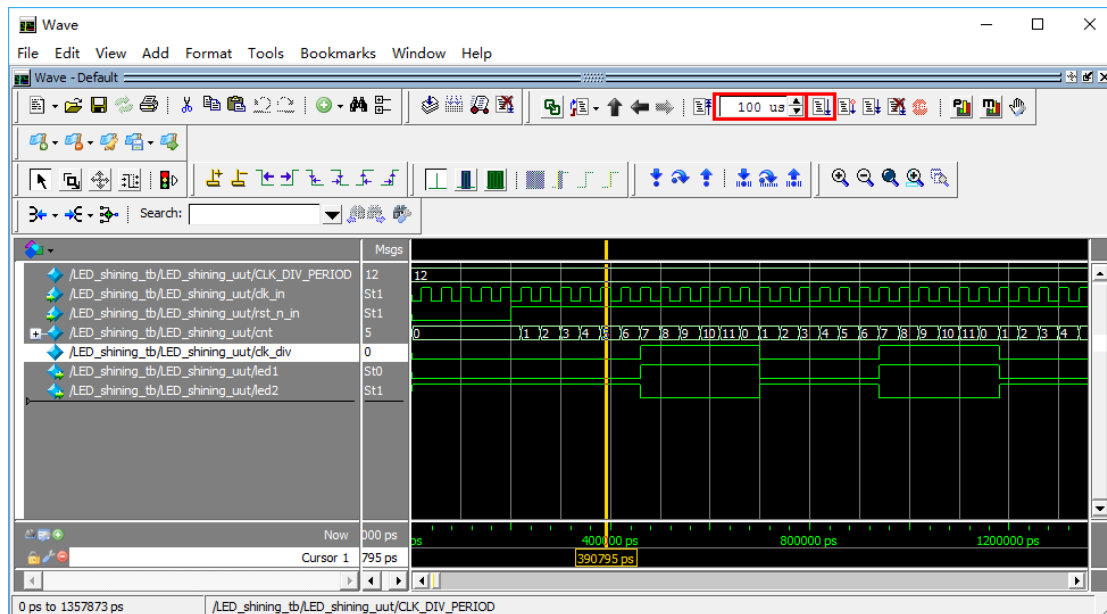 Wave
File Edit View Add Format Tools Bookmarks Window Help
Wave - Default
100 us
Search:
Msgs
/LED_shining_tb/LED_shining_uut/CLK_DIV_PERIOD 12 12
/LED_shining_tb/LED_shining_uut/clk_in St1
/LED_shining_tb/LED_shining_uut/rst_n_in St1
/LED_shining_tb/LED_shining_uut/cnt 5 0 1 2 3 4 5 6 7 8 9 10 11 0 1 2 3 4 5 6 7 8 9 10 11 0 1 2 3 4
/LED_shining_tb/LED_shining_uut/clk_div 0
/LED_shining_tb/LED_shining_uut/led1 St0
/LED_shining_tb/LED_shining_uut/led2 St1
Now 000 ps ps 400000 ps 800000 ps 1200000 ps
Cursor 1 795 ps 390795 ps
0 ps to 1357873 ps /LED_shining_tb/LED_shining_uut/CLK_DIV_PERIOD